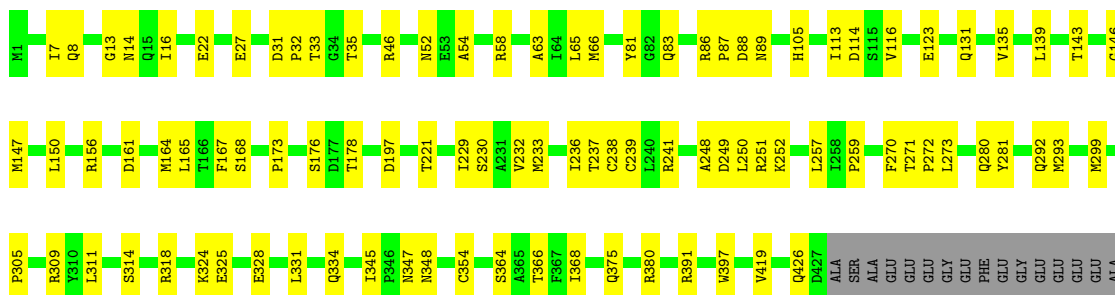 M1 I7 Q8 G13 N14 Q15 I16 E22 E27 D31 P32 T33 G34 T35 R46 N52 E53 A54 R58 A63 I64 L65 M66 Y81 G82 Q83 R86 P87 D88 N89 H105 I113 D114 S115 V116 E123 Q131 V135 L139 T143 G146
M147 L150 R156 D161 M164 L165 T166 F167 S168 P173 S176 D177 T178 D197 T221 I229 S230 A231 V232 M233 I236 T237 C238 C239 L240 R241 A248 D249 L250 R251 K252 L257 I258 P259 F270 T271 P272 L273 Q280 Y281 Q292 M293 M299
P305 R309 Y310 L311 S314 R318 K324 E325 E328 L331 Q334 I345 P346 N347 N348 C354 S364 A365 T366 F367 I368 Q375 R380 R391 W397 V419 Q426 D427 ALA SER ALA GLU GLU GLU GLY GLU PHE GLU GLY GLU GLU GLU GLU ALA